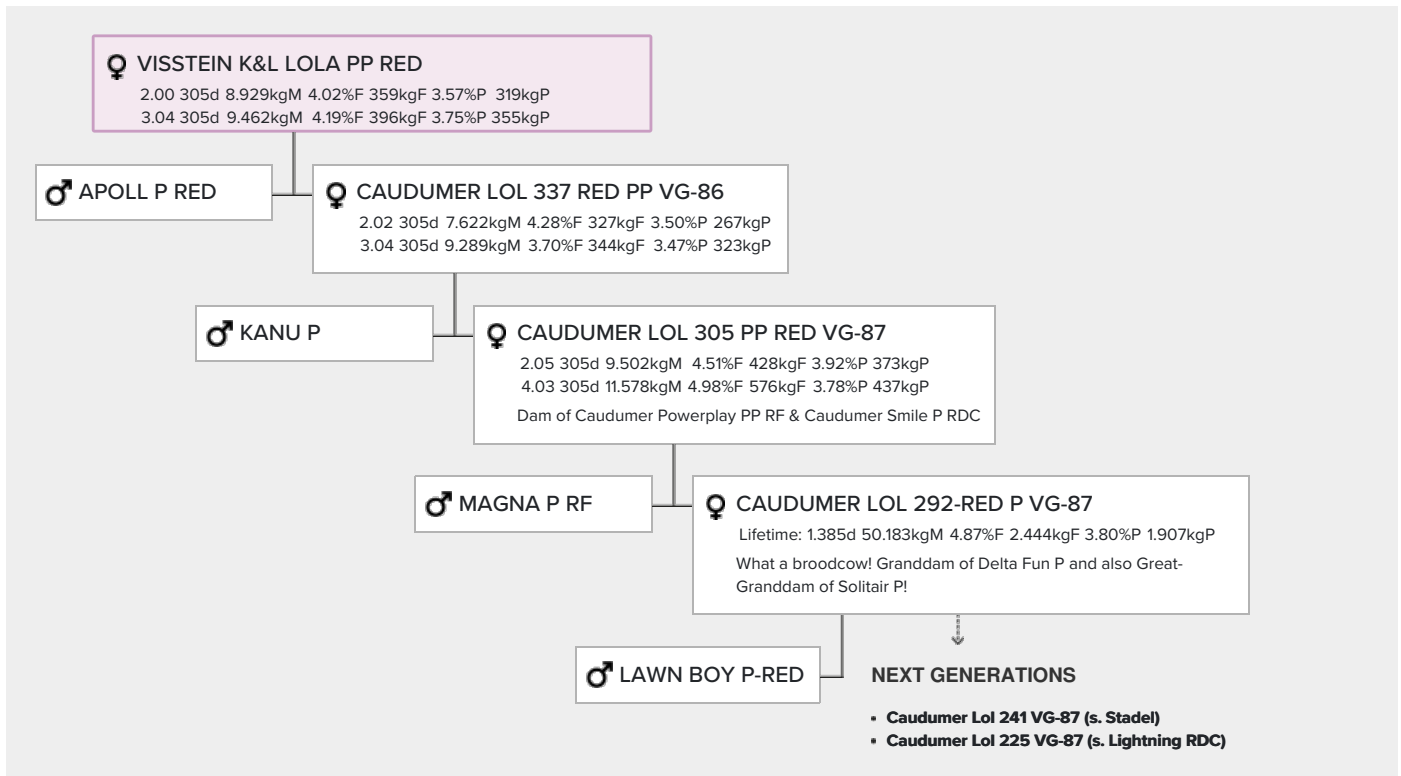 VISSTEIN K&L LOLA PP RED
2.00 305d 8.929kgM 4.02%F 359kgF 3.57%P 319kgP
3.04 305d 9.462kgM 4.19%F 396kgF 3.75%P 355kgP
APOLL P RED
CAUDUMER LOL 337 RED PP VG-86
2.02 305d 7.622kgM 4.28%F 327kgF 3.50%P 267kgP
3.04 305d 9.289kgM 3.70%F 344kgF 3.47%P 323kgP
KANU P
CAUDUMER LOL 305 PP RED VG-87
2.05 305d 9.502kgM 4.51%F 428kgF 3.92%P 373kgP
4.03 305d 11.578kgM 4.98%F 576kgF 3.78%P 437kgP
Dam of Caudumer Powerplay PP RF & Caudumer Smile P RDC
MAGNA P RF
CAUDUMER LOL 292-RED P VG-87
Lifetime: 1.385d 50.183kgM 4.87%F 2.444kgF 3.80%P 1.907kgP
What a broodcow! Granddam of Delta Fun P and also Great-
Granddam of Solitair P!
LAWN BOY P-RED
NEXT GENERATIONS
• Caudumer Lol 241 VG-87 (s. Stadel)
• Caudumer Lol 225 VG-87 (s. Lightning RDC)